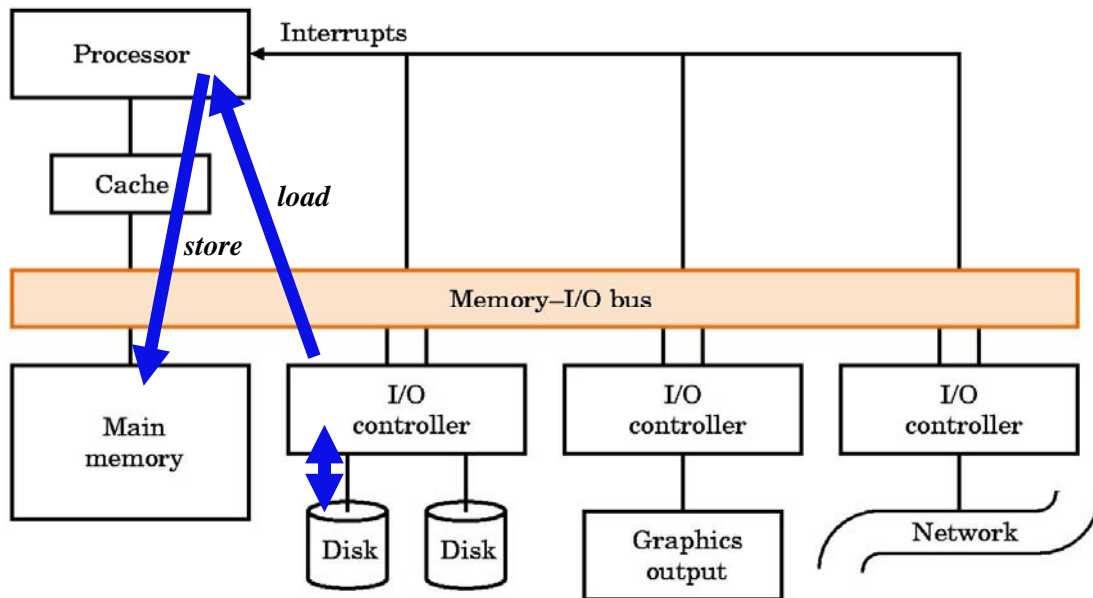 Interrupts
Processor
Cache
load
store
Memory–I/O bus
Main
memory
I/O
controller
I/O
controller
I/O
controller
Disk
Disk
Graphics
output
Network